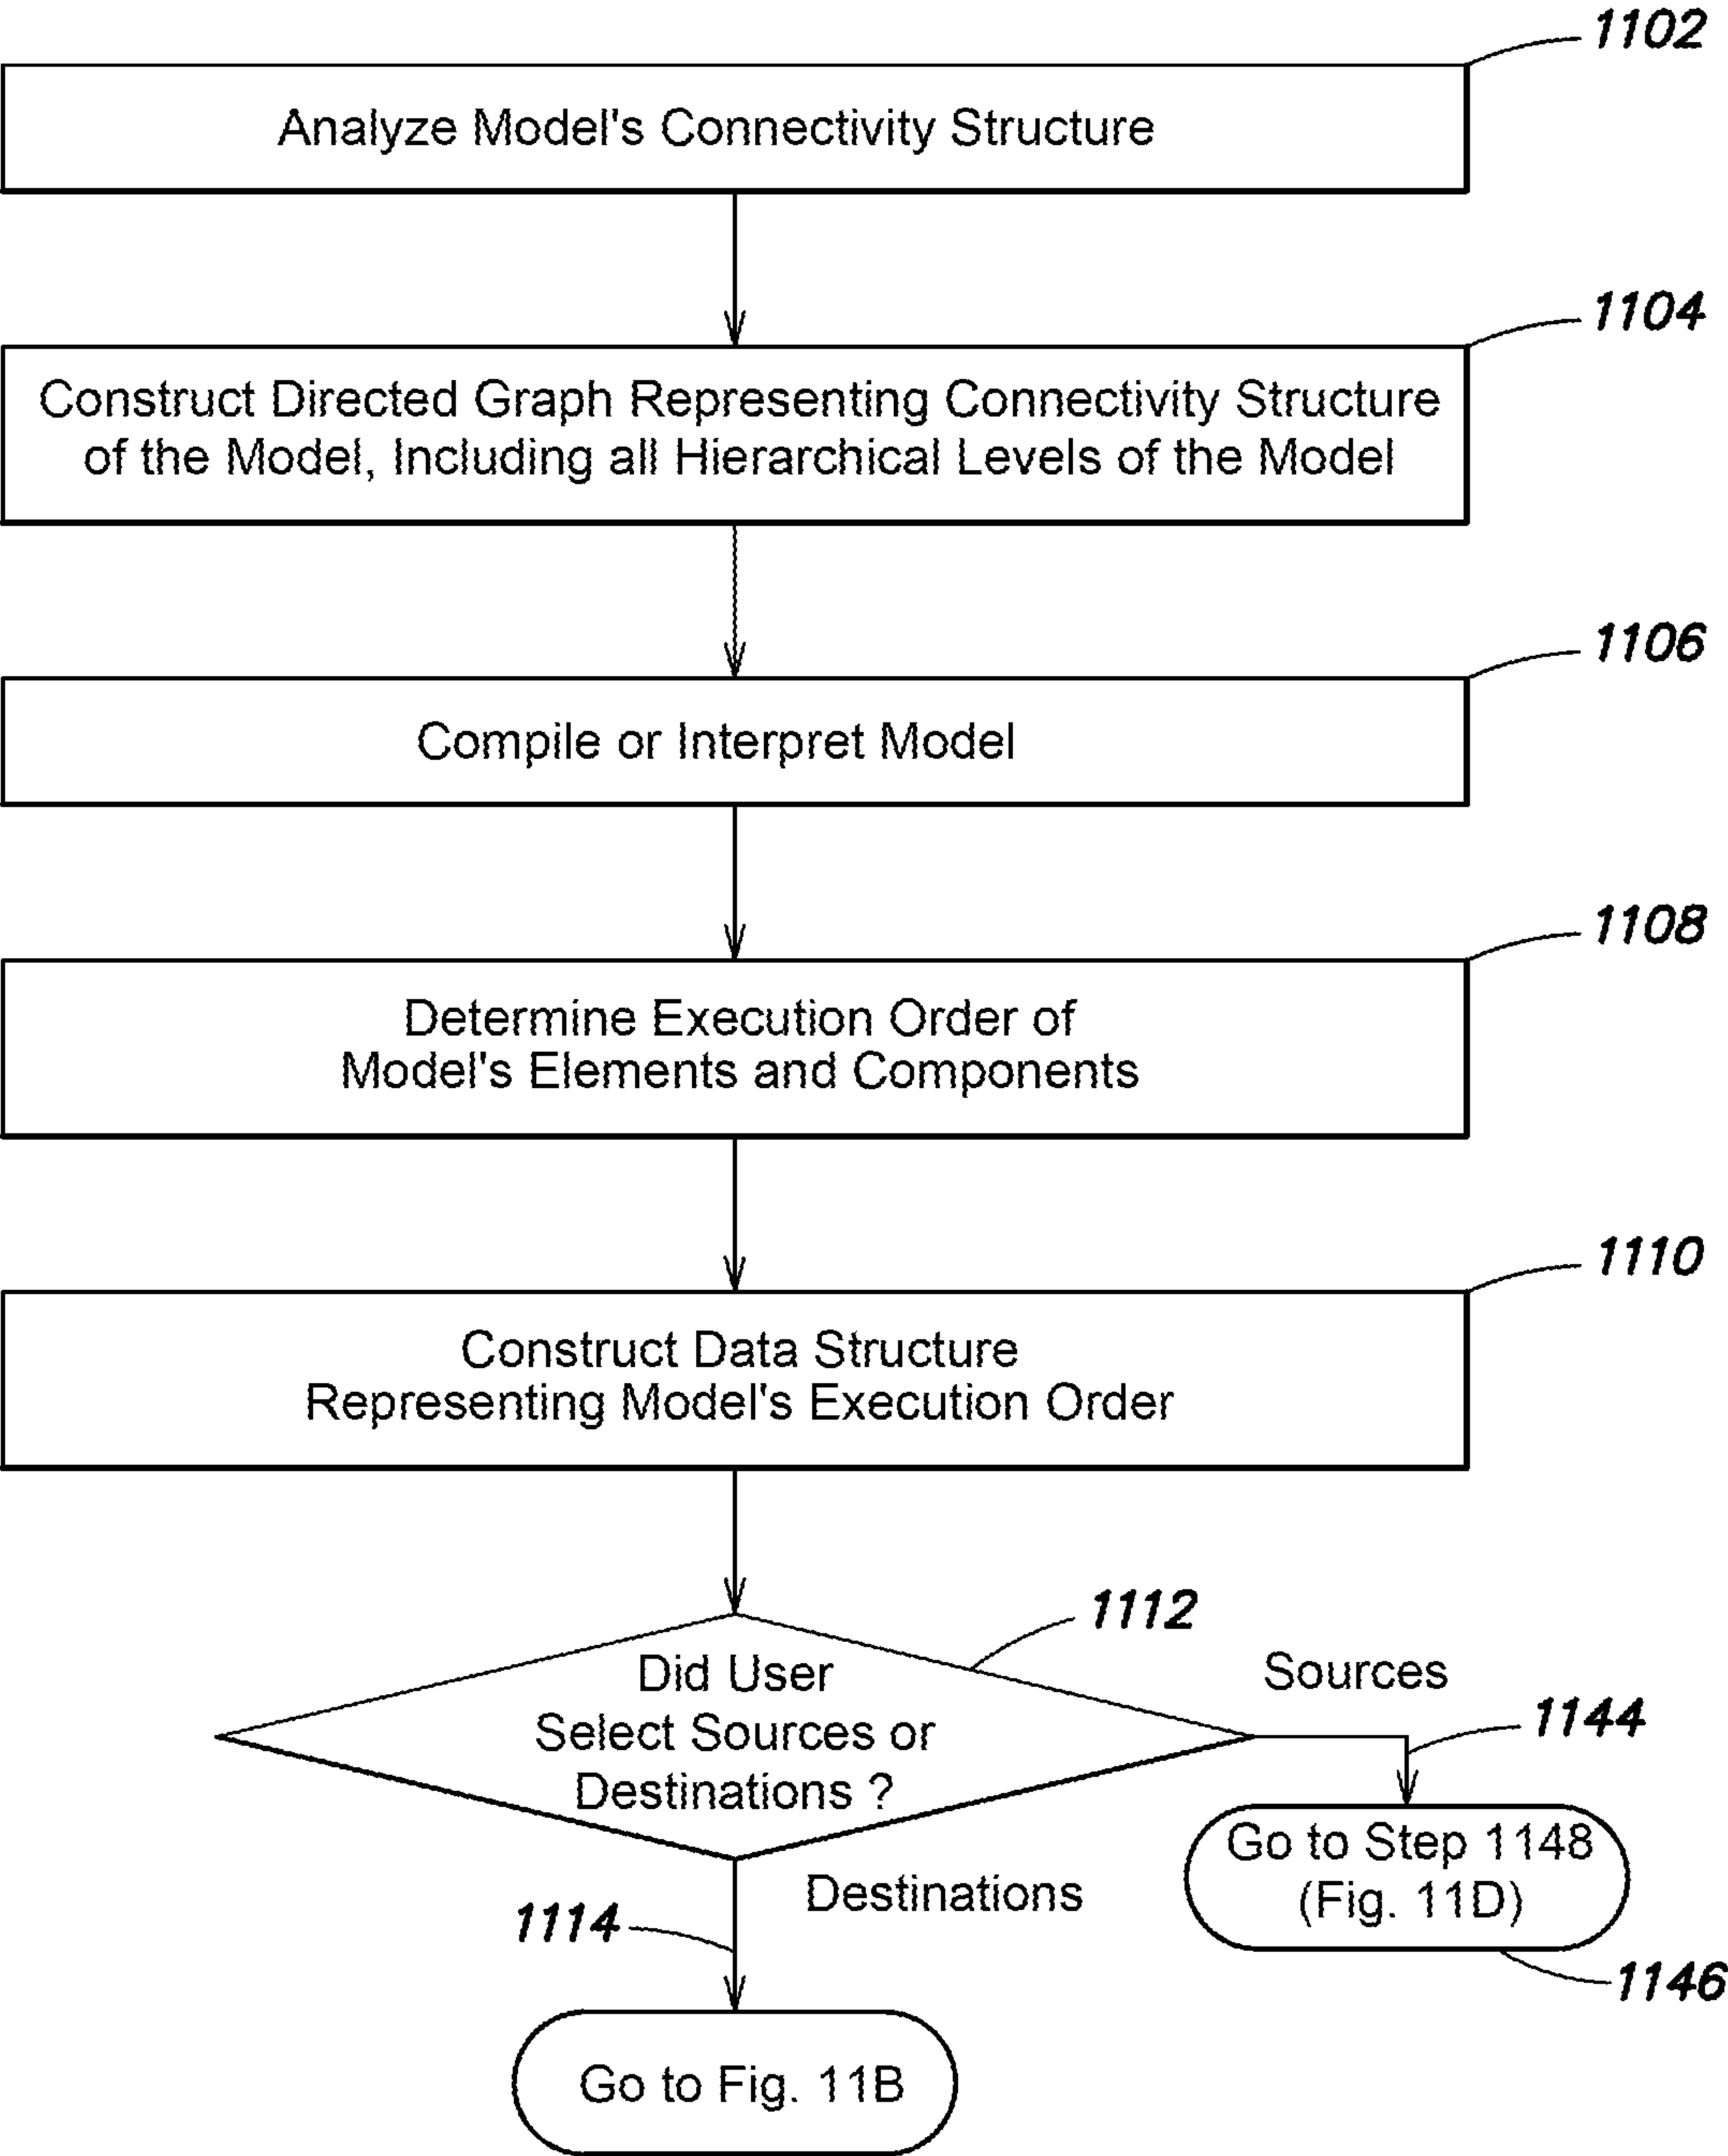 1102
Analyze Model's Connectivity Structure
1104
Construct Directed Graph Representing Connectivity Structure
of the Model, Including all Hierarchical Levels of the Model
1106
Compile or Interpret Model
1108
Determine Execution Order of
Model's Elements and Components
1110
Construct Data Structure
Representing Model's Execution Order
1112
Did User
Select Sources or
Destinations ?
Sources
1144
Go to Step 1148
(Fig. 11D)
1146
Destinations
1114
Go to Fig. 11B